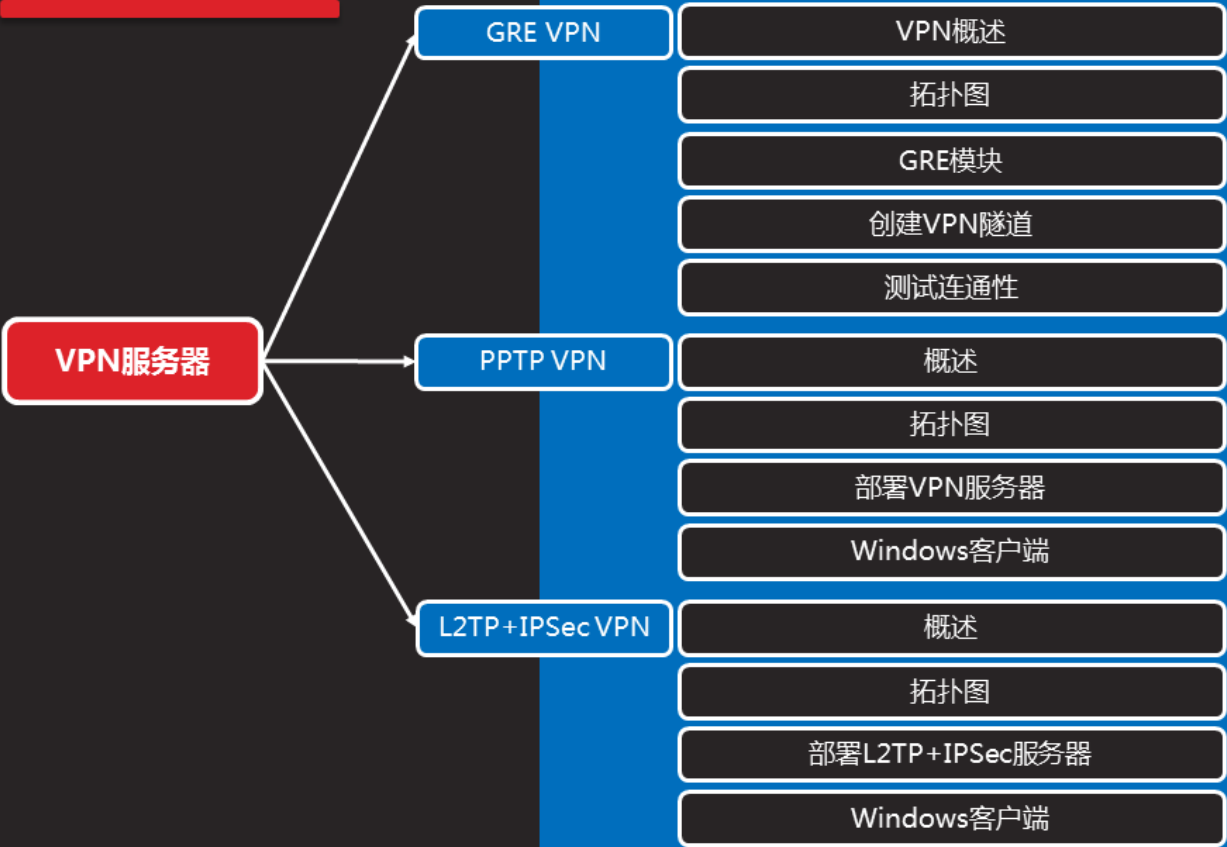 GRE VPN
VPN概述
拓扑图
GRE模块
创建VPN隧道
测试连通性
VPN服务器
PPTP VPN
概述
拓扑图
部署VPN服务器
Windows客户端
L2TP+IPSec VPN
概述
拓扑图
部署L2TP+IPSec服务器
Windows客户端